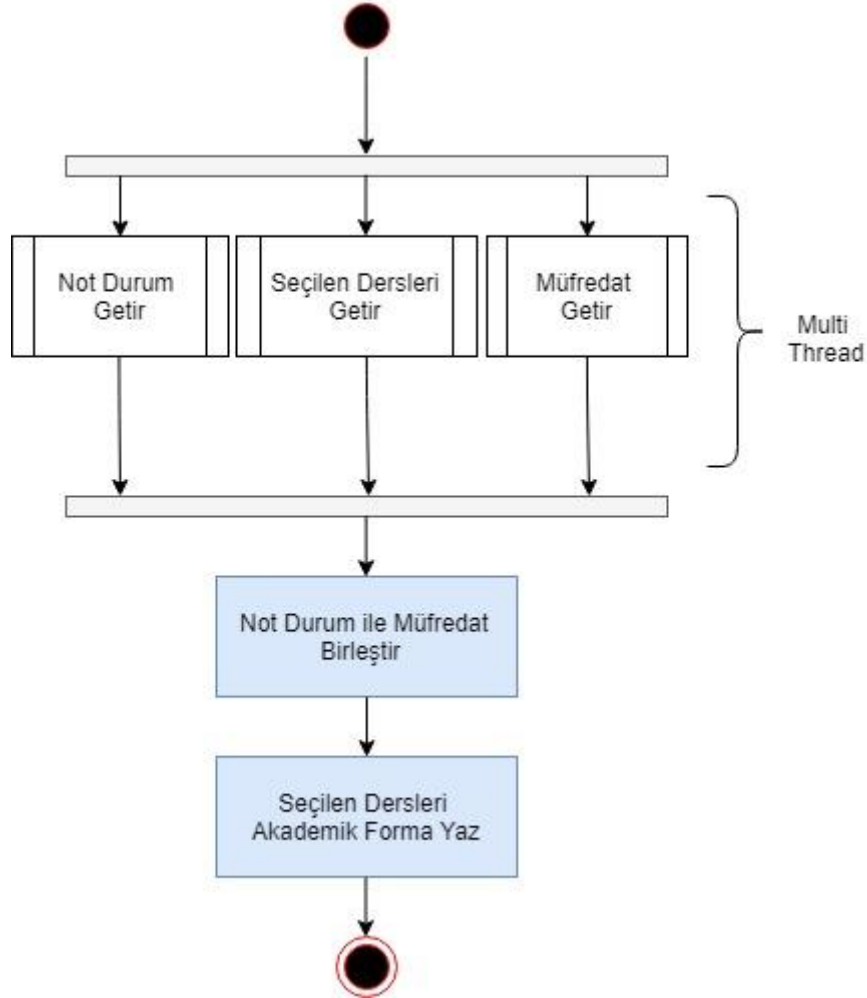 Not Durum
Getir
Seçilen Dersleri
Getir
Müfredat
Getir
Multi
Thread
Not Durum ile Müfredat
Birleştir
Seçilen Dersleri
Akademik Forma Yaz